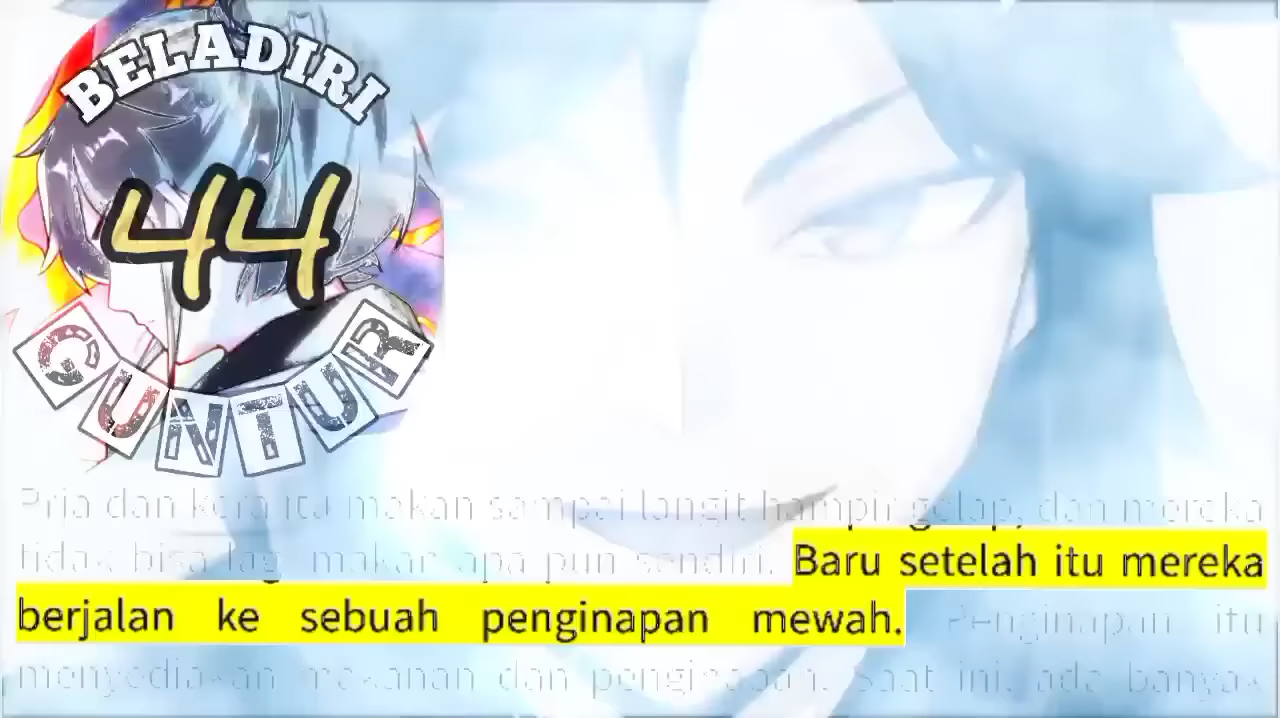 BELADIRI
44
GUNTUR
Pria dan kera itu makan sampai langit hampir gelap, dan mereka
tidak bisa lagi makan apa pun sendiri. Baru setelah itu mereka
berjalan ke sebuah penginapan mewah. Penginapan itu
menyediakan makanan dan penginapan. Saat ini, ada banyak